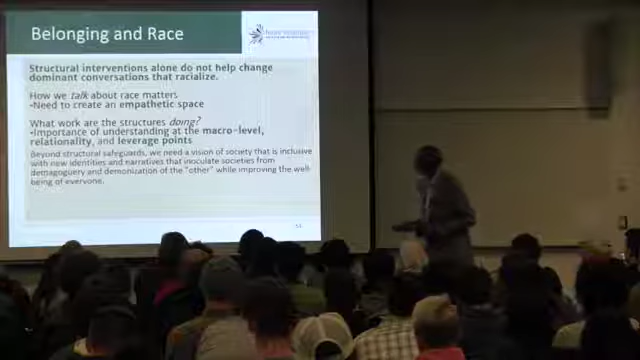 Belonging and Race
Structural interventions alone do not help change
dominant conversations that racialize.
How we talk about race matters
•Need to create an empathetic space
What work are the structures doing?
•Importance of understanding at the macro-level,
relationality, and leverage points
Beyond structural safeguards, we need a vision of society that is inclusive
with new identities and narratives that inoculate societies from
demagoguery and demonization of the "other" while improving the well-
being of everyone.